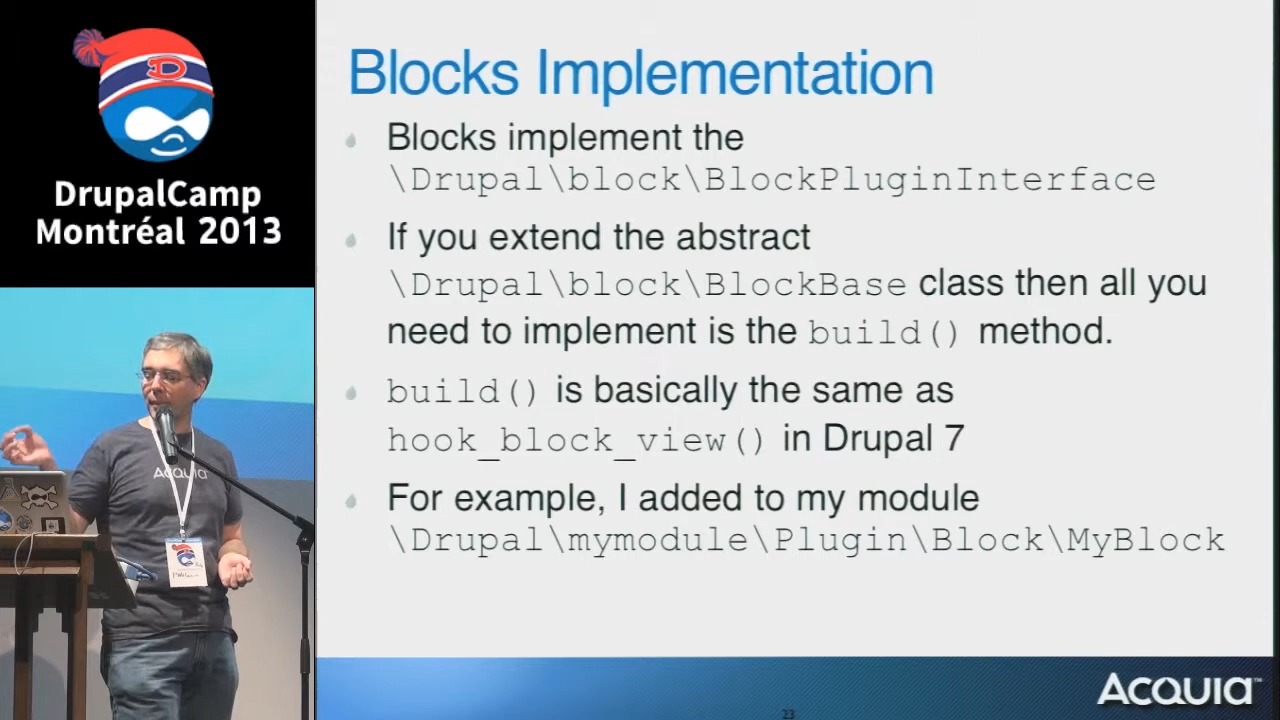 DrupalCamp
Montréal 2013
Acquia
Blocks Implementation
Blocks implement the
\Drupal\block\BlockPluginInterface
If you extend the abstract
\Drupal\block\BlockBase class then all you
need to implement is the build() method.
build() is basically the same as
hook_block_view() in Drupal 7
For example, I added to my module
\Drupal\mymodule\Plugin\Block\MyBlock
23
Acquia™